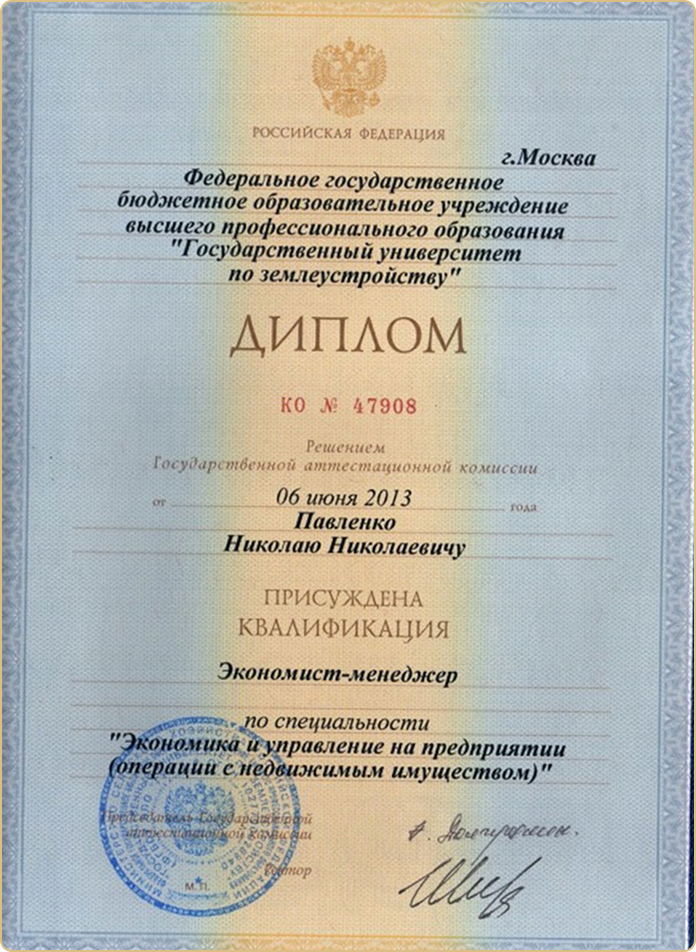 РОССИЙСКАЯ ФЕДЕРАЦИЯ
г.Москва
Федеральное государственное
бюджетное образовательное учреждение
высшего профессионального образования
"Государственный университет
по землеустройству"
ДИПЛОМ
КО № 47908
Решением
Государственной аттестационной комиссии
от 06 июня 2013 года
Павленко
Николаю Николаевичу
ПРИСУЖДЕНА
КВАЛИФИКАЦИЯ
Экономист-менеджер
по специальности
"Экономика и управление на предприятии
(операции с недвижимым имуществом)"
Председатель Государственной
аттестационной комиссии
Ректор
М.П.